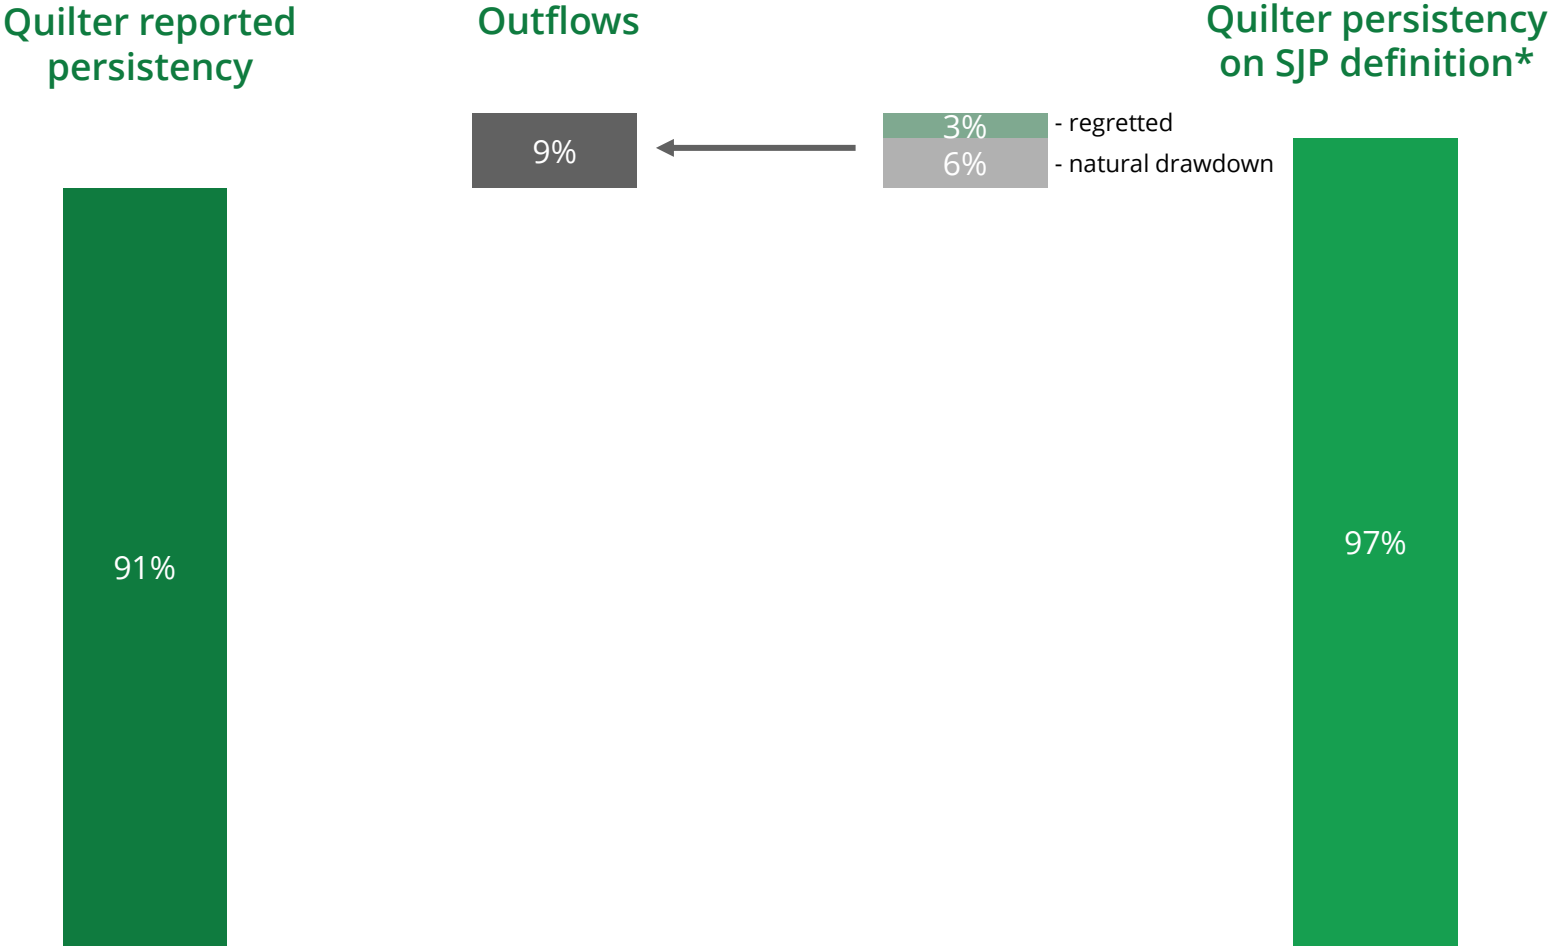 Quilter reported
persistency
Outflows
Quilter persistency
on SJP definition*
9%
3%
- regretted
6%
- natural drawdown
91%
97%